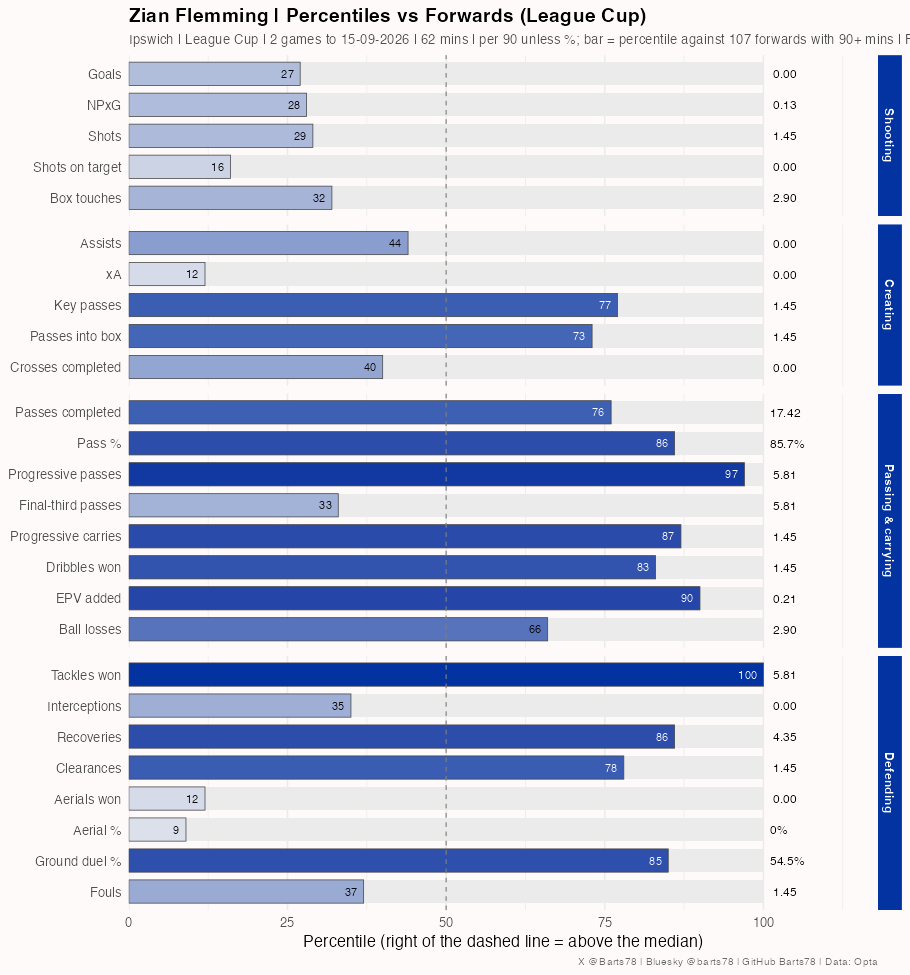 Zian Flemming | Percentiles vs Forwards (League Cup)
Ipswich | League Cup | 2 games to 15-09-2026 | 62 mins | per 90 unless %; bar = percentile against 107 forwards with 90+ mins | F
Goals 27 0.00
NPxG 28 0.13
Shots 29 1.45
Shots on target 16 0.00
Box touches 32 2.90
Shooting
Assists 44 0.00
xA 12 0.00
Key passes 77 1.45
Passes into box 73 1.45
Crosses completed 40 0.00
Creating
Passes completed 76 17.42
Pass % 86 85.7%
Progressive passes 97 5.81
Final-third passes 33 5.81
Progressive carries 87 1.45
Dribbles won 83 1.45
EPV added 90 0.21
Ball losses 66 2.90
Passing & carrying
Tackles won 100 5.81
Interceptions 35 0.00
Recoveries 86 4.35
Clearances 78 1.45
Aerials won 12 0.00
Aerial % 9 0%
Ground duel % 85 54.5%
Fouls 37 1.45
Defending
0 25 50 75 100
Percentile (right of the dashed line = above the median)
X @Barts78 | Bluesky @barts78 | GitHub Barts78 | Data: Opta